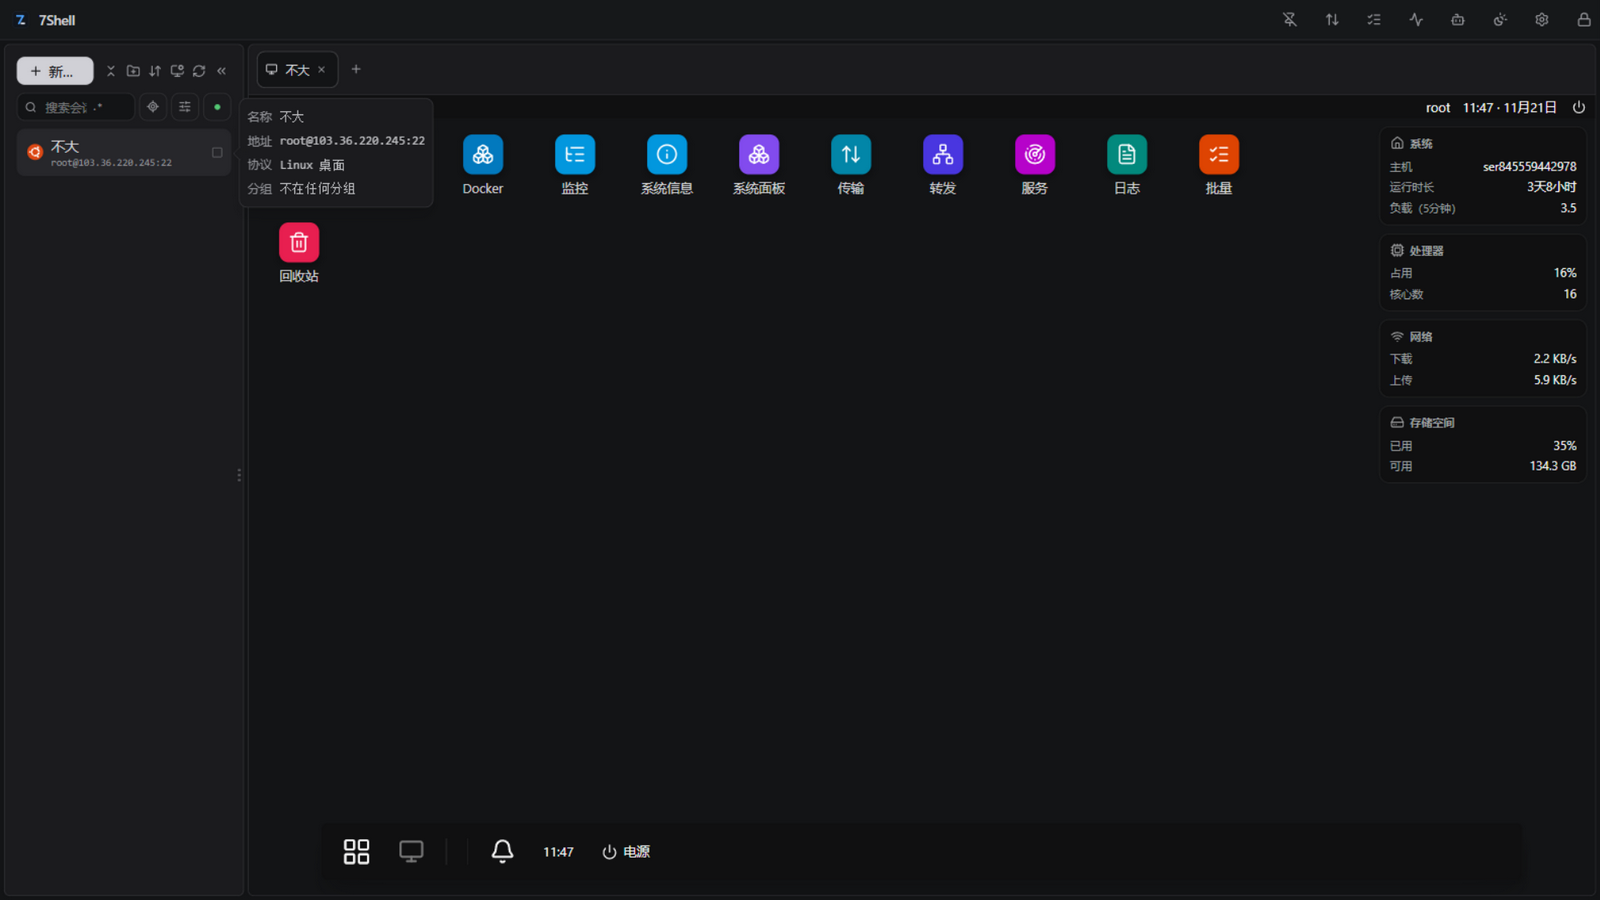 7Shell
新...
搜索会话 .*
不大
root@103.36.220.245:22
不大
名称 不大
地址 root@103.36.220.245:22
协议 Linux 桌面
分组 不在任何分组
root 11:47 · 11月21日
Docker
监控
系统信息
系统面板
传输
转发
服务
日志
批量
回收站
系统
主机 ser845559442978
运行时长 3天8小时
负载 (5分钟) 3.5
处理器
占用 16%
核心数 16
网络
下载 2.2 KB/s
上传 5.9 KB/s
存储空间
已用 35%
可用 134.3 GB
11:47
电源